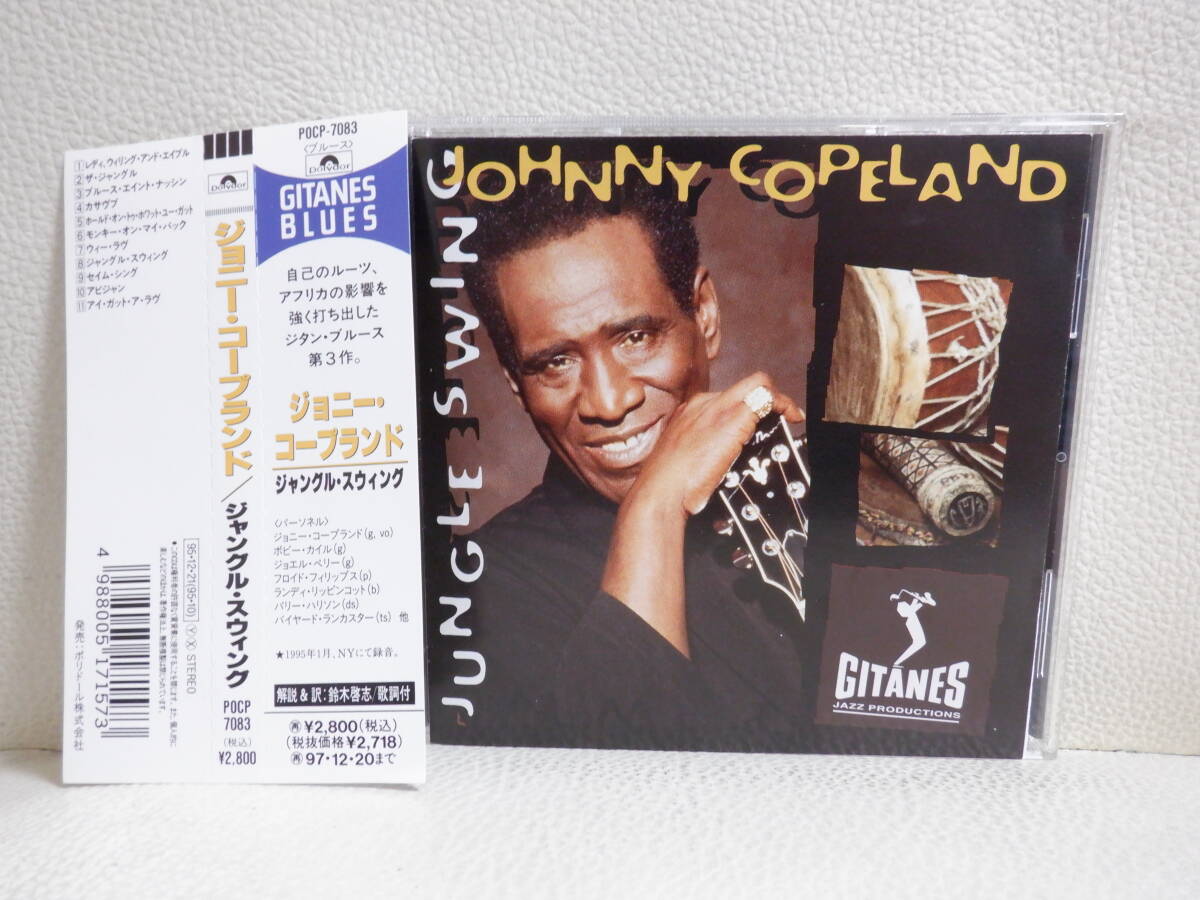 ①レディ、ウィリング・アンド・エイブル
②ザ・ジャングル
③ブルース・エイント・ナッシン
④カサヴブ
⑤ホールド・オン・トゥ・ホワット・ユー・ガット
⑥モンキー・オン・マイ・バック
⑦ウィー・ラヴ
⑧ジャングル・スウィング
⑨セイム・シング
⑩アビジャン
⑪アイ・ガット・ア・ラヴ
95・12・21(95・10) Ⓨ Ⓧ STEREO
4 988005 171573
発売:ポリドール株式会社
polydor
ジョニー・コープランド/ジャングル・スウィング
POCP
7083
(税込)
¥2,800
POCP-7083
〈ブルース〉
polydor
GITANES
BLUES
自己のルーツ、
アフリカの影響を
強く打ち出した
ジタン・ブルース
第3作。
ジョニー・
コープランド
ジャングル・スウィング
〈パーソネル〉
ジョニー・コープランド(g, vo)
ボビー・カイル(g)
ジョエル・ペリー(g)
フロイド・フィリップス(p)
ランディ・リッピンコット(b)
バリー・ハリソン(ds)
バイヤード・ランカスター(ts) 他
★1995年1月、NYにて録音。
解説&訳:鈴木啓志/歌詞付
再¥2,800(税込)
(税抜価格¥2,718)
再97・12・20まで
JOHNNY COPELAND
JUNGLE SWING
GITANES
JAZZ PRODUCTIONS